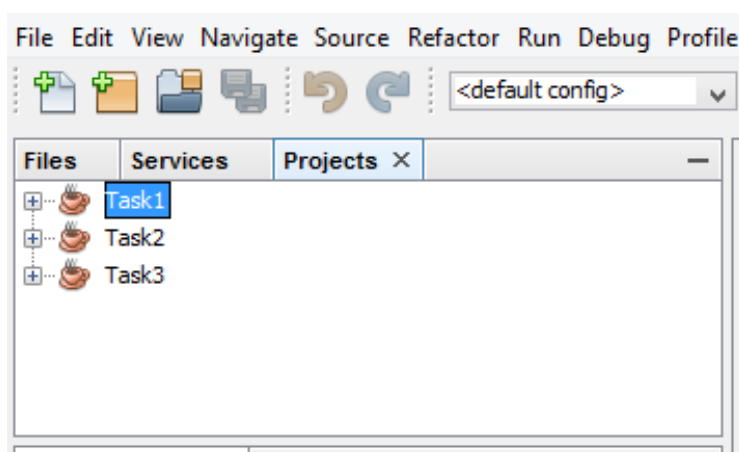 File Edit View Navigate Source Refactor Run Debug Profile
<default config>
Files Services Projects
Task1
Task2
Task3